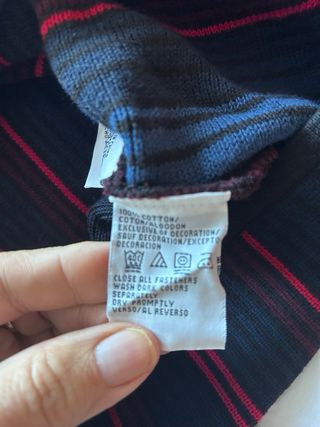 100% COTTON/
COTON/ALGODON
EXCLUSIVE OF DECORATION/
SAUF DECORATION/EXCEPTO
DECORACION
CLOSE ALL FASTENERS
WASH DARK COLORS
SEPARATELY
DRY PROMPTLY
VERSO/AL REVERSO